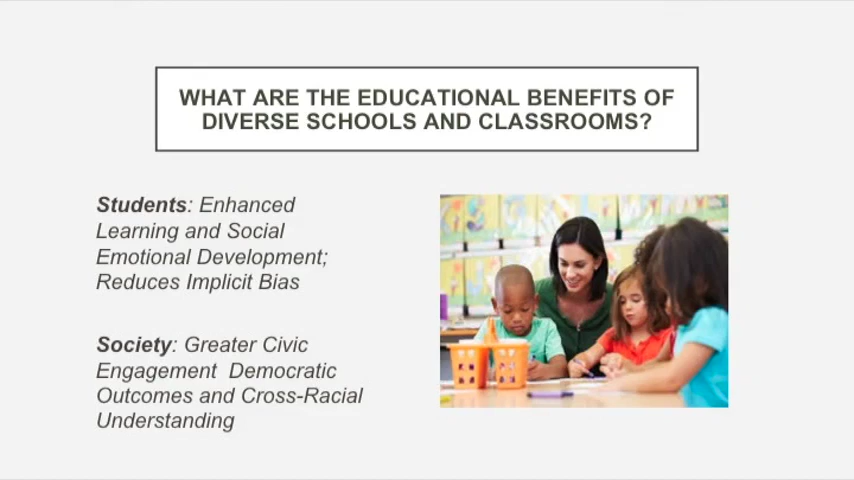 WHAT ARE THE EDUCATIONAL BENEFITS OF
DIVERSE SCHOOLS AND CLASSROOMS?
Students: Enhanced
Learning and Social
Emotional Development;
Reduces Implicit Bias
Society: Greater Civic
Engagement  Democratic
Outcomes and Cross-Racial
Understanding